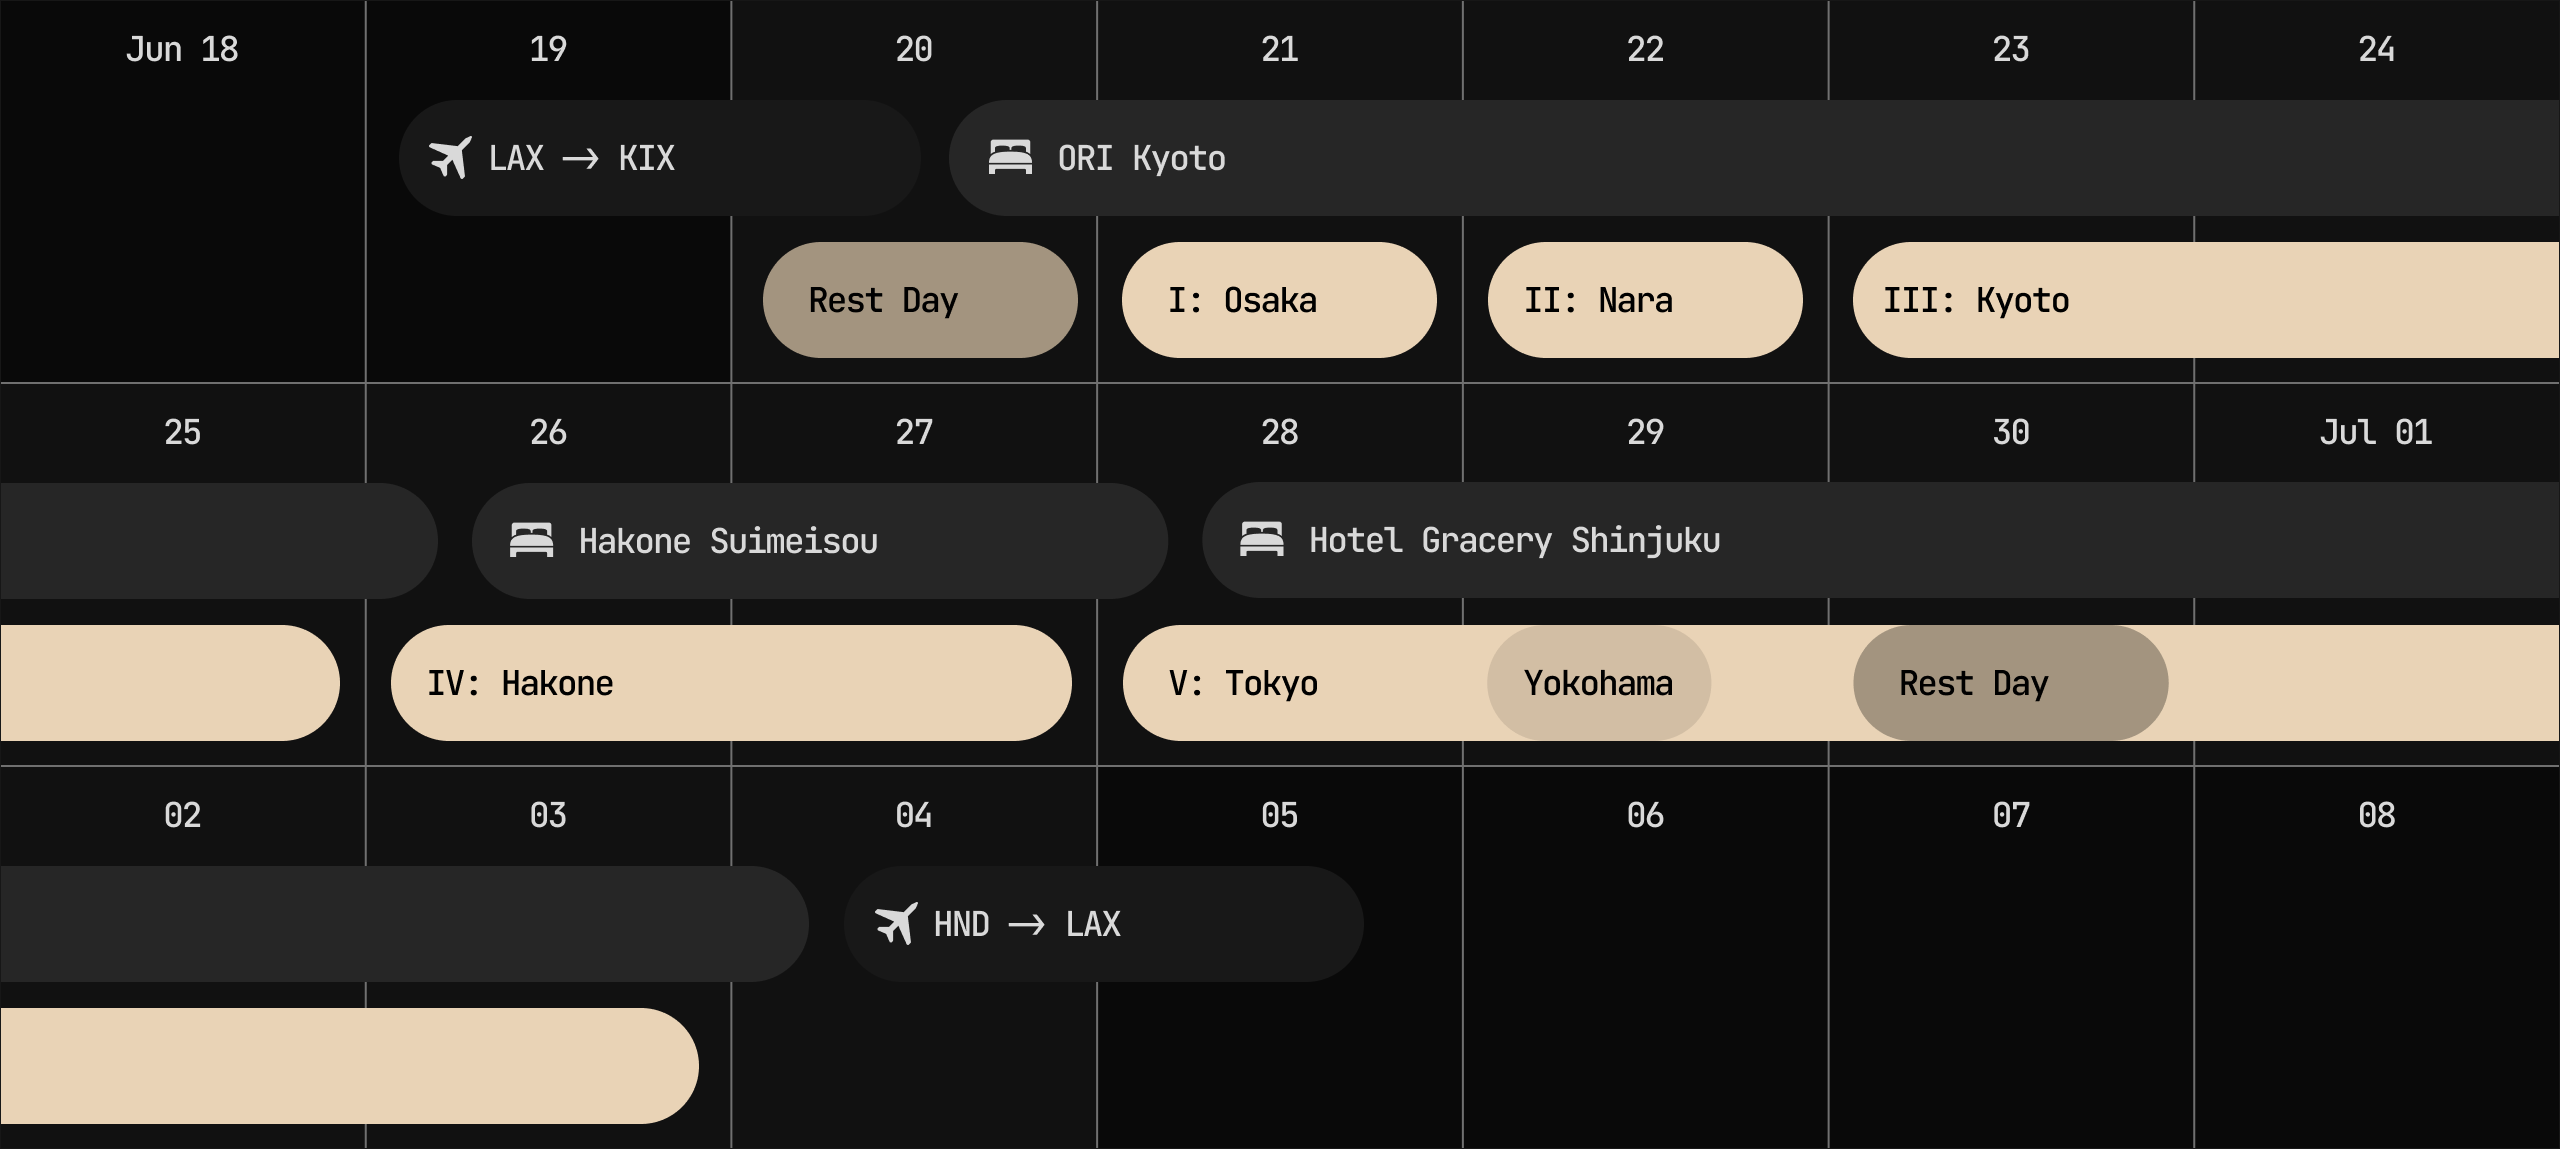 Jun 18 19 20 21 22 23 24
LAX → KIX ORI Kyoto
Rest Day I: Osaka II: Nara III: Kyoto
25 26 27 28 29 30 Jul 01
Hakone Suimeisou Hotel Gracery Shinjuku
IV: Hakone V: Tokyo Yokohama Rest Day
02 03 04 05 06 07 08
HND → LAX